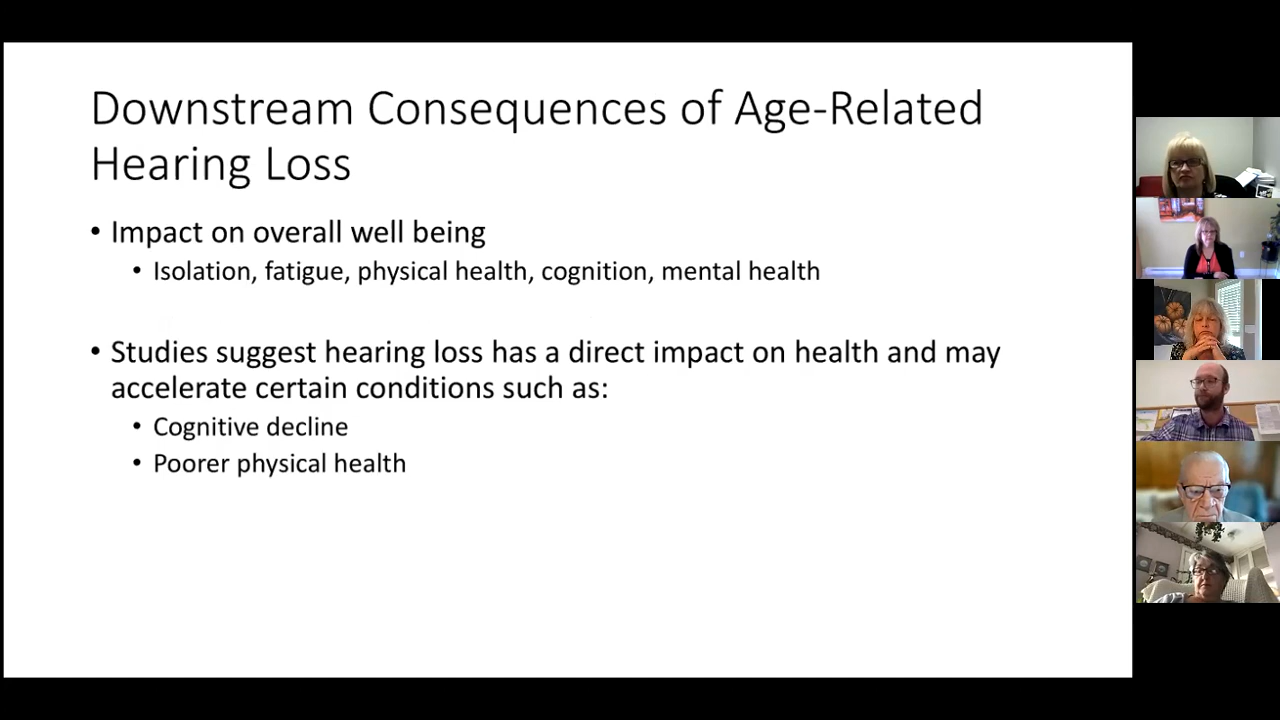 Downstream Consequences of Age-Related
Hearing Loss
• Impact on overall well being
• Isolation, fatigue, physical health, cognition, mental health
• Studies suggest hearing loss has a direct impact on health and may
accelerate certain conditions such as:
• Cognitive decline
• Poorer physical health